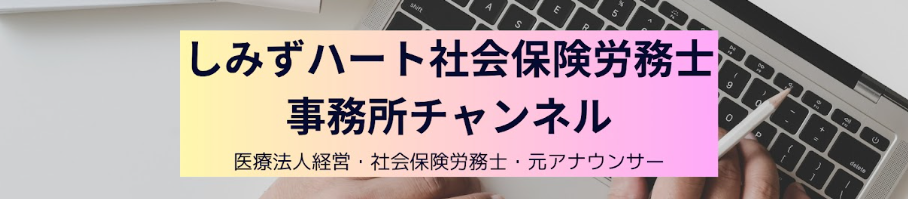 しみずハート社会保険労務士
事務所チャンネル
医療法人経営・社会保険労務士・元アナウンサー